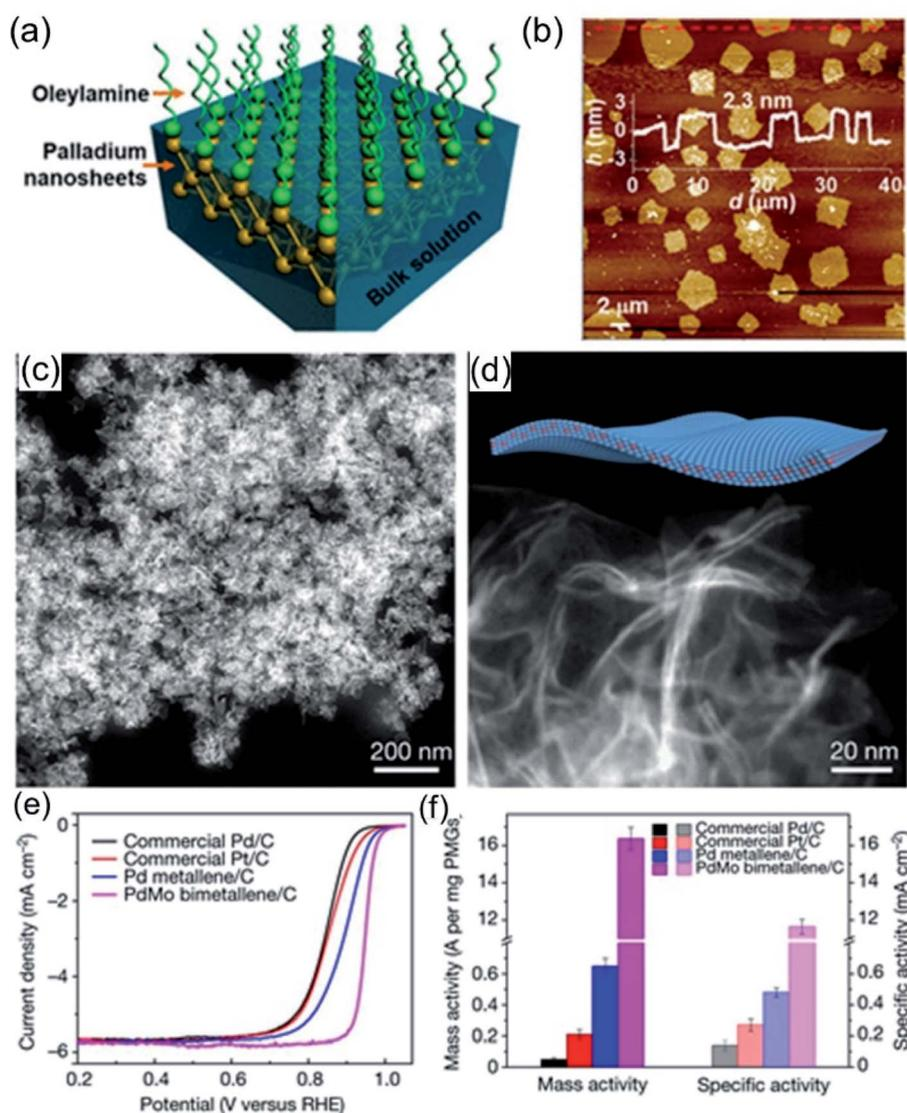 (a)
Oleylamine
Palladium
nanosheets
Bulk solution
(b)
2.3 nm
h (nm)
3
0
-3
0 10 20 30 40
d (μm)
2 μm
(c)
200 nm
(d)
20 nm
(e)
Commercial Pd/C
Commercial Pt/C
Pd metallene/C
PdMo bimetallene/C
Current density (mA cm⁻²)
0
−2
−4
−6
0.2 0.4 0.6 0.8 1.0
Potential (V versus RHE)
(f)
Commercial Pd/C
Commercial Pt/C
Pd metallene/C
PdMo bimetallene/C
Mass activity (A per mg PMGs)
16
14
12
0.6
0.4
0.2
0
Mass activity Specific activity
16
14
12
0.6
0.4
0.2
0
Specific activity (mA cm⁻²)